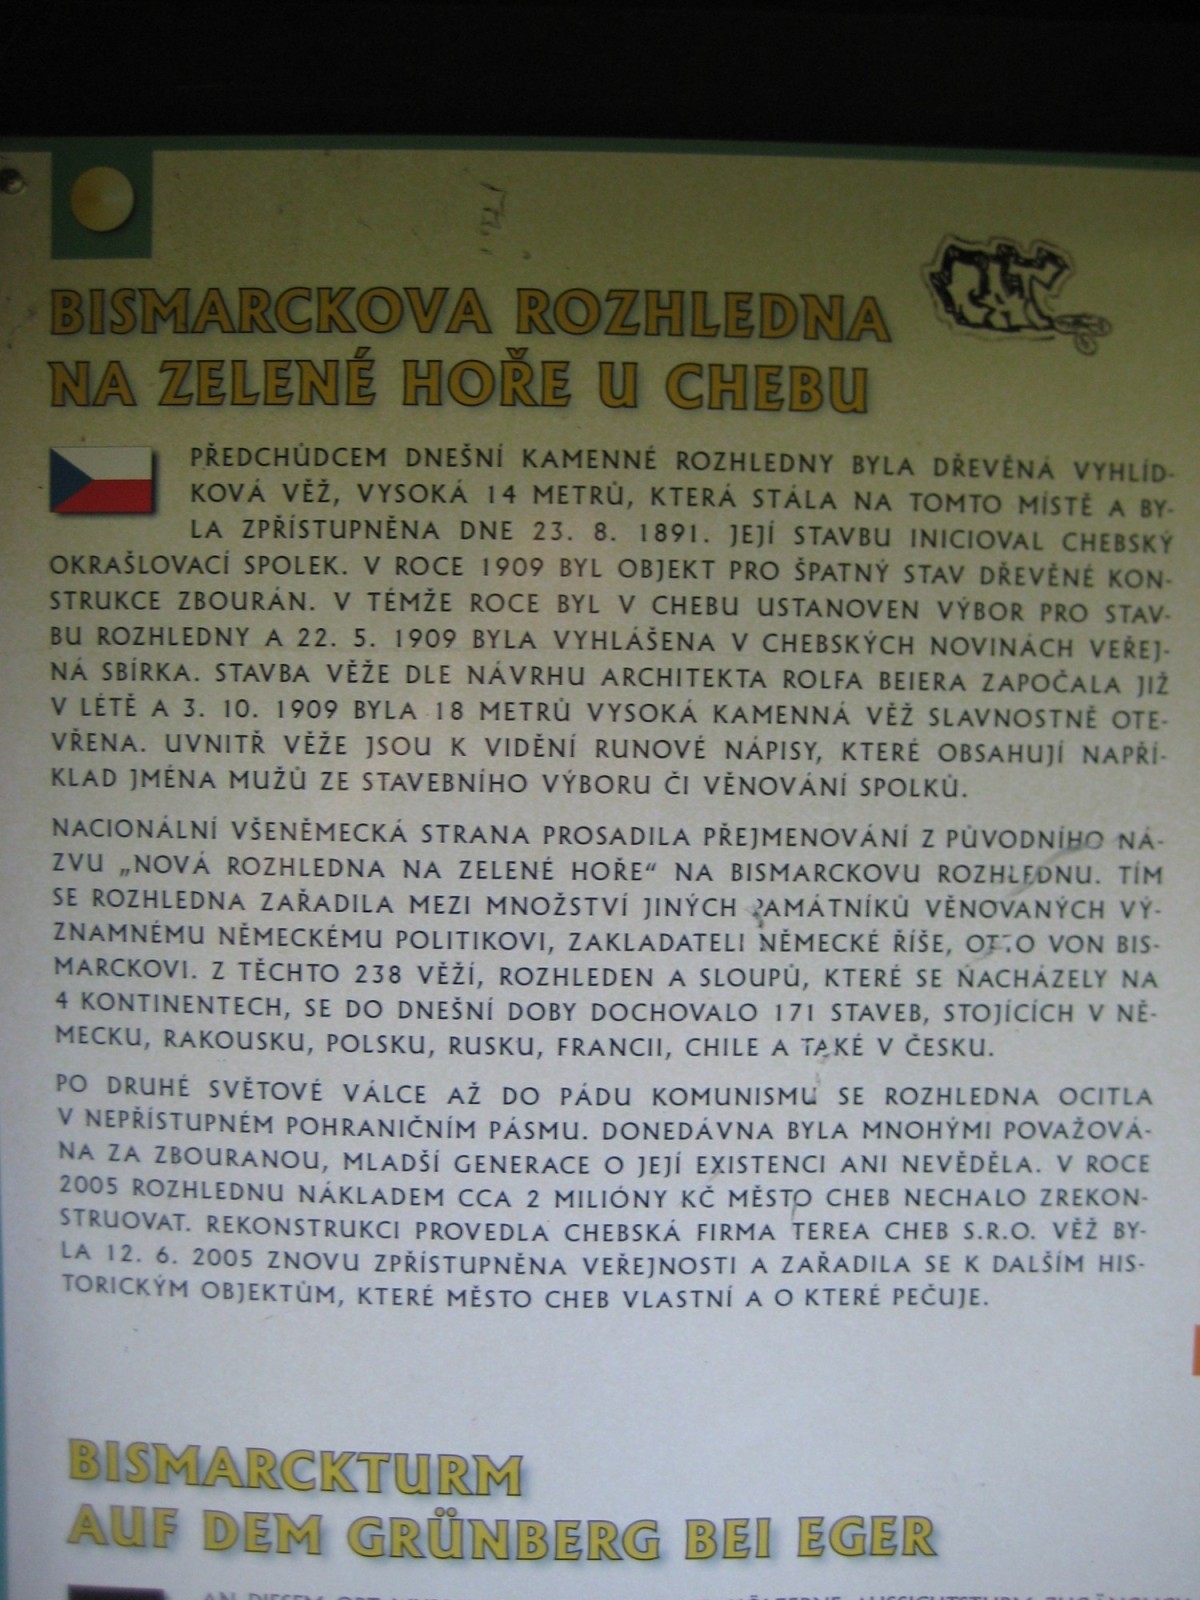 BISMARCKOVA ROZHLEDNA
NA ZELENÉ HOŘE U CHEBU
PŘEDCHŮDCEM DNEŠNÍ KAMENNÉ ROZHLEDNY BYLA DŘEVĚNÁ VYHLÍD-
KOVÁ VĚŽ, VYSOKÁ 14 METRŮ, KTERÁ STÁLA NA TOMTO MÍSTĚ A BY-
LA ZPŘÍSTUPNĚNA DNE 23. 8. 1891. JEJÍ STAVBU INICIOVAL CHEBSKÝ
OKRAŠLOVACÍ SPOLEK. V ROCE 1909 BYL OBJEKT PRO ŠPATNÝ STAV DŘEVĚNÉ KON-
STRUKCE ZBOURÁN. V TÉMŽE ROCE BYL V CHEBU USTANOVEN VÝBOR PRO STAV-
BU ROZHLEDNY A 22. 5. 1909 BYLA VYHLÁŠENA V CHEBSKÝCH NOVINÁCH VEŘEJ-
NÁ SBÍRKA. STAVBA VĚŽE DLE NÁVRHU ARCHITEKTA ROLFA BEIERA ZAPOČALA JIŽ
V LÉTĚ A 3. 10. 1909 BYLA 18 METRŮ VYSOKÁ KAMENNÁ VĚŽ SLAVNOSTNĚ OTE-
VŘENA. UVNITŘ VĚŽE JSOU K VIDĚNÍ RUNOVÉ NÁPISY, KTERÉ OBSAHUJÍ NAPŘÍ-
KLAD JMÉNA MUŽŮ ZE STAVEBNÍHO VÝBORU ČI VĚNOVÁNÍ SPOLKŮ.
NACIONÁLNÍ VŠENĚMECKÁ STRANA PROSADILA PŘEJMENOVÁNÍ Z PŮVODNÍHO NÁ-
ZVU „NOVÁ ROZHLEDNA NA ZELENÉ HOŘE“ NA BISMARCKOVU ROZHLEDNU. TÍM
SE ROZHLEDNA ZAŘADILA MEZI MNOŽSTVÍ JINÝCH PAMÁTNÍKŮ VĚNOVANÝCH VÝ-
ZNAMNÉMU NĚMECKÉMU POLITIKOVI, ZAKLADATELI NĚMECKÉ ŘÍŠE, OTTO VON BIS-
MARCKOVI. Z TĚCHTO 238 VĚŽÍ, ROZHLEDEN A SLOUPŮ, KTERÉ SE NACHÁZELY NA
4 KONTINENTECH, SE DO DNEŠNÍ DOBY DOCHOVALO 171 STAVEB, STOJÍCÍCH V NĚ-
MECKU, RAKOUSKU, POLSKU, RUSKU, FRANCII, CHILE A TAKÉ V ČESKU.
PO DRUHÉ SVĚTOVÉ VÁLCE AŽ DO PÁDU KOMUNISMU SE ROZHLEDNA OCITLA
V NEPŘÍSTUPNÉM POHRANIČNÍM PÁSMU. DONEDÁVNA BYLA MNOHÝMI POVAŽOVÁ-
NA ZA ZBOURANOU, MLADŠÍ GENERACE O JEJÍ EXISTENCI ANI NEVĚDĚLA. V ROCE
2005 ROZHLEDNU NÁKLADEM CCA 2 MILIÓNY KČ MĚSTO CHEB NECHALO ZREKON-
STRUOVAT. REKONSTRUKCI PROVEDLA CHEBSKÁ FIRMA TEREA CHEB S.R.O. VĚŽ BY-
LA 12. 6. 2005 ZNOVU ZPŘÍSTUPNĚNA VEŘEJNOSTI A ZAŘADILA SE K DALŠÍM HIS-
TORICKÝM OBJEKTŮM, KTERÉ MĚSTO CHEB VLASTNÍ A O KTERÉ PEČUJE.
BISMARCKTURM
AUF DEM GRÜNBERG BEI EGER